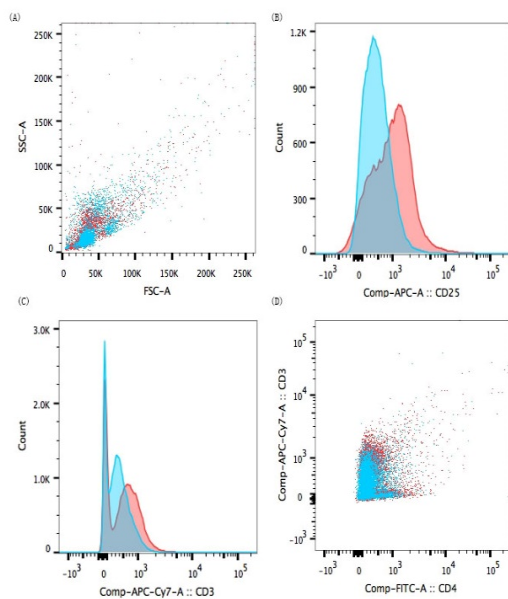 (A)
250K
200K
150K
100K
50K
0
SSC-A
0 50K 100K 150K 200K 250K
FSC-A
(B)
1.2K
900
600
300
0
Count
-10³ 0 10³ 10⁴ 10⁵
Comp-APC-A :: CD25
(C)
3.0K
2.0K
1.0K
0
Count
-10³ 0 10³ 10⁴ 10⁵
Comp-APC-Cy7-A :: CD3
(D)
10⁵
10⁴
10³
0
-10³
Comp-APC-Cy7-A :: CD3
-10³ 0 10³ 10⁴ 10⁵
Comp-FITC-A :: CD4